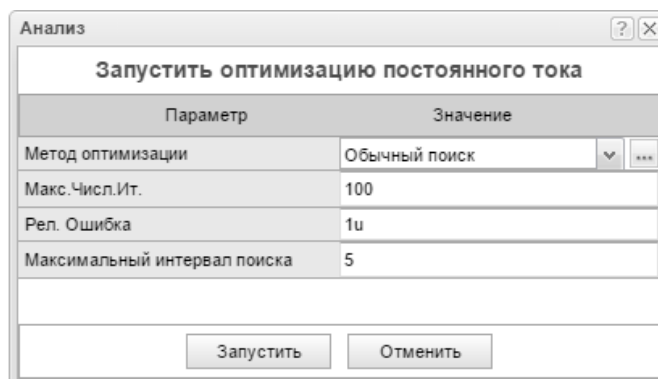 Анализ
Запустить оптимизацию постоянного тока
Параметр Значение
Метод оптимизации Обычный поиск ...
Макс.Числ.Ит. 100
Рел. Ошибка 1u
Максимальный интервал поиска 5
Запустить Отменить